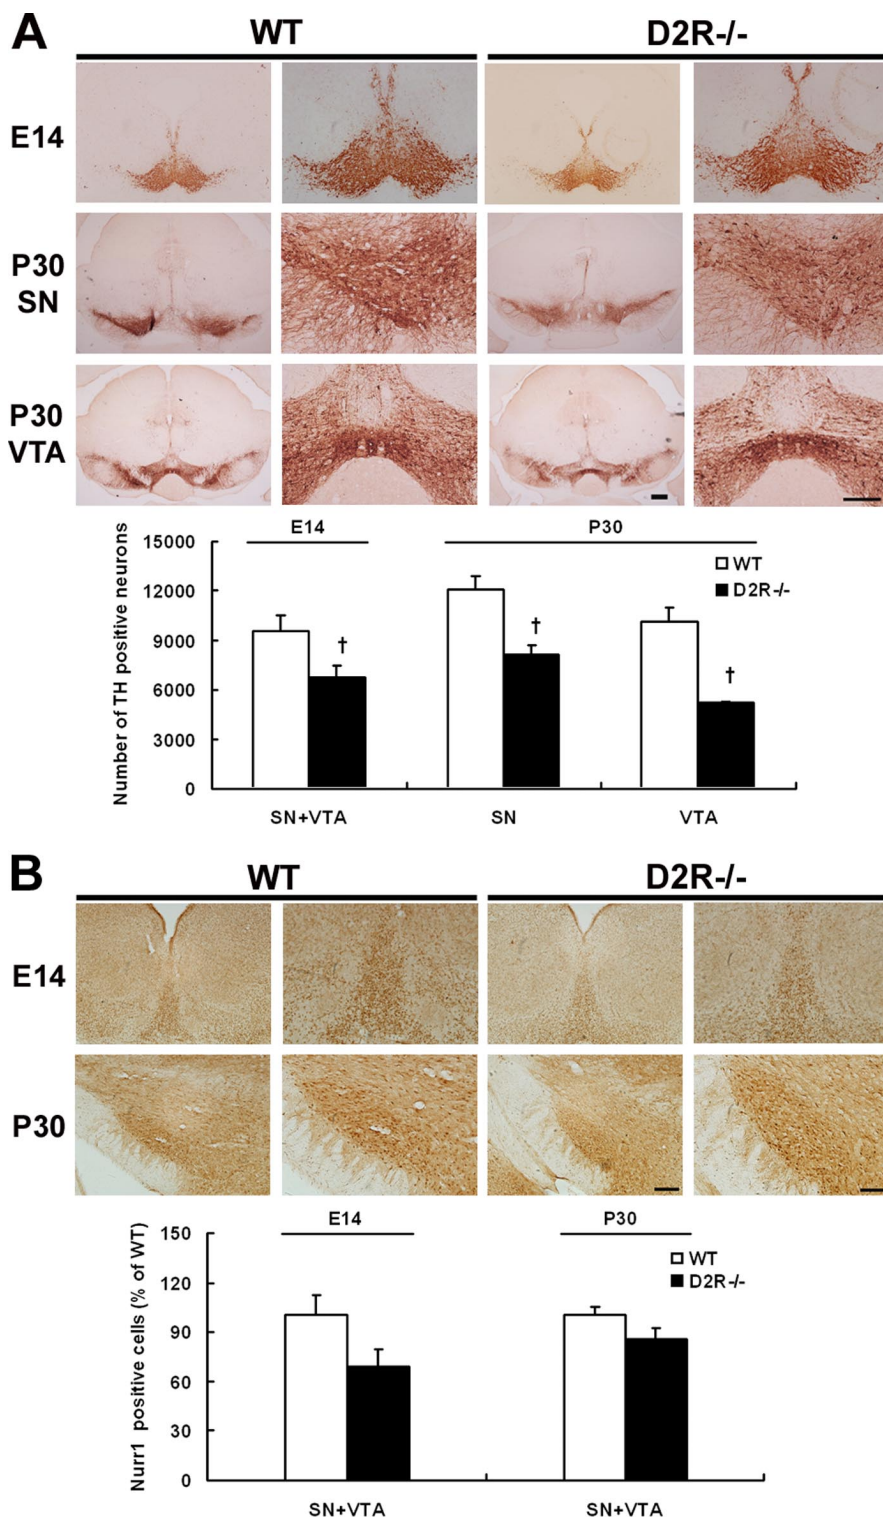 A
WT
D2R-/-
E14
P30
SN
P30
VTA
E14
P30
Number of TH positive neurons
15000
12000
9000
6000
3000
0
WT
D2R-/-
†
†
†
SN+VTA
SN
VTA
B
WT
D2R-/-
E14
P30
E14
P30
Nurr1 positive cells (% of WT)
150
120
90
60
30
0
WT
D2R-/-
SN+VTA
SN+VTA